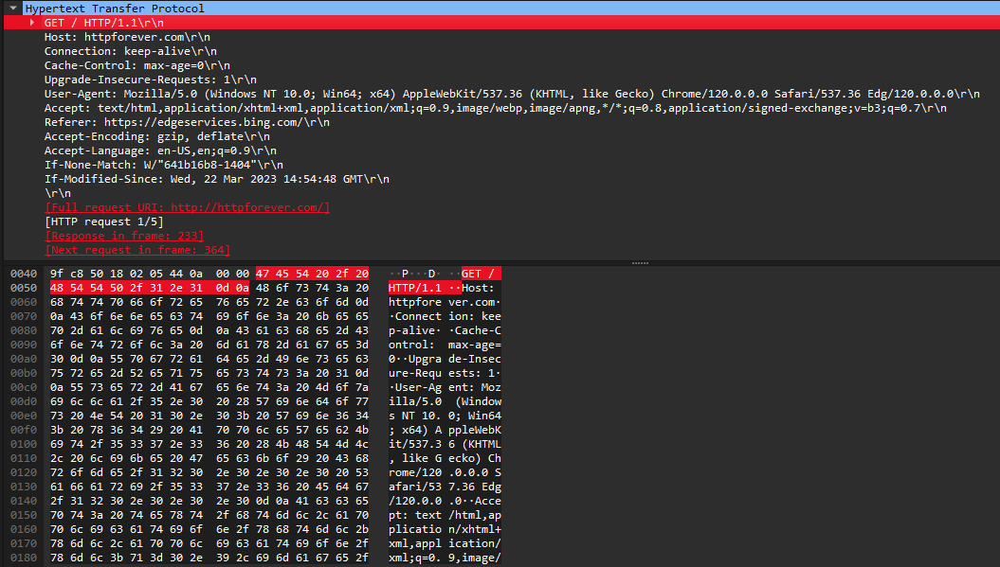 Hypertext Transfer Protocol
GET / HTTP/1.1\r\n
Host: httpforever.com\r\n
Connection: keep-alive\r\n
Cache-Control: max-age=0\r\n
Upgrade-Insecure-Requests: 1\r\n
User-Agent: Mozilla/5.0 (Windows NT 10.0; Win64; x64) AppleWebKit/537.36 (KHTML, like Gecko) Chrome/120.0.0.0 Safari/537.36 Edg/120.0.0.0\r\n
Accept: text/html,application/xhtml+xml,application/xml;q=0.9,image/webp,image/apng,*/*;q=0.8,application/signed-exchange;v=b3;q=0.7\r\n
Referer: https://edgeservices.bing.com/\r\n
Accept-Encoding: gzip, deflate\r\n
Accept-Language: en-US,en;q=0.9\r\n
If-None-Match: W/"641b16b8-1404"\r\n
If-Modified-Since: Wed, 22 Mar 2023 14:54:48 GMT\r\n
\r\n
[Full request URI: http://httpforever.com/]
[HTTP request 1/5]
[Response in frame: 233]
[Next request in frame: 364]
0040 9f c8 50 18 02 05 44 0a 00 00 47 45 54 20 2f 20 ··P···D· ··GET / 
0050 48 54 54 50 2f 31 2e 31 0d 0a 48 6f 73 74 3a 20 HTTP/1.1 ··Host: 
0060 68 74 74 70 66 6f 72 65 76 65 72 2e 63 6f 6d 0d httpfore ver.com·
0070 0a 43 6f 6e 6e 65 63 74 69 6f 6e 3a 20 6b 65 65 ·Connect ion: kee
0080 70 2d 61 6c 69 76 65 0d 0a 43 61 63 68 65 2d 43 p-alive· ·Cache-C
0090 6f 6e 74 72 6f 6c 3a 20 6d 61 78 2d 61 67 65 3d ontrol:  max-age=
00a0 30 0d 0a 55 70 67 72 61 64 65 2d 49 6e 73 65 63 0··Upgra de-Insec
00b0 75 72 65 2d 52 65 71 75 65 73 74 73 3a 20 31 0d ure-Requ ests: 1·
00c0 0a 55 73 65 72 2d 41 67 65 6e 74 3a 20 4d 6f 7a ·User-Ag ent: Moz
00d0 69 6c 6c 61 2f 35 2e 30 20 28 57 69 6e 64 6f 77 illa/5.0  (Window
00e0 73 20 4e 54 20 31 30 2e 30 3b 20 57 69 6e 36 34 s NT 10. 0; Win64
00f0 3b 20 78 36 34 29 20 41 70 70 6c 65 57 65 62 4b ; x64) A ppleWebK
0100 69 74 2f 35 33 37 2e 33 36 20 28 4b 48 54 4d 4c it/537.3 6 (KHTML
0110 2c 20 6c 69 6b 65 20 47 65 63 6b 6f 29 20 43 68 , like G ecko) Ch
0120 72 6f 6d 65 2f 31 32 30 2e 30 2e 30 2e 30 20 53 rome/120 .0.0.0 S
0130 61 66 61 72 69 2f 35 33 37 2e 33 36 20 45 64 67 afari/53 7.36 Edg
0140 2f 31 32 30 2e 30 2e 30 2e 30 0d 0a 41 63 63 65 /120.0.0 .0··Acce
0150 70 74 3a 20 74 65 78 74 2f 68 74 6d 6c 2c 61 70 pt: text /html,ap
0160 70 6c 69 63 61 74 69 6f 6e 2f 78 68 74 6d 6c 2b plicatio n/xhtml+
0170 78 6d 6c 2c 61 70 70 6c 69 63 61 74 69 6f 6e 2f xml,appl ication/
0180 78 6d 6c 3b 71 3d 30 2e 39 2c 69 6d 61 67 65 2f xml;q=0. 9,image/